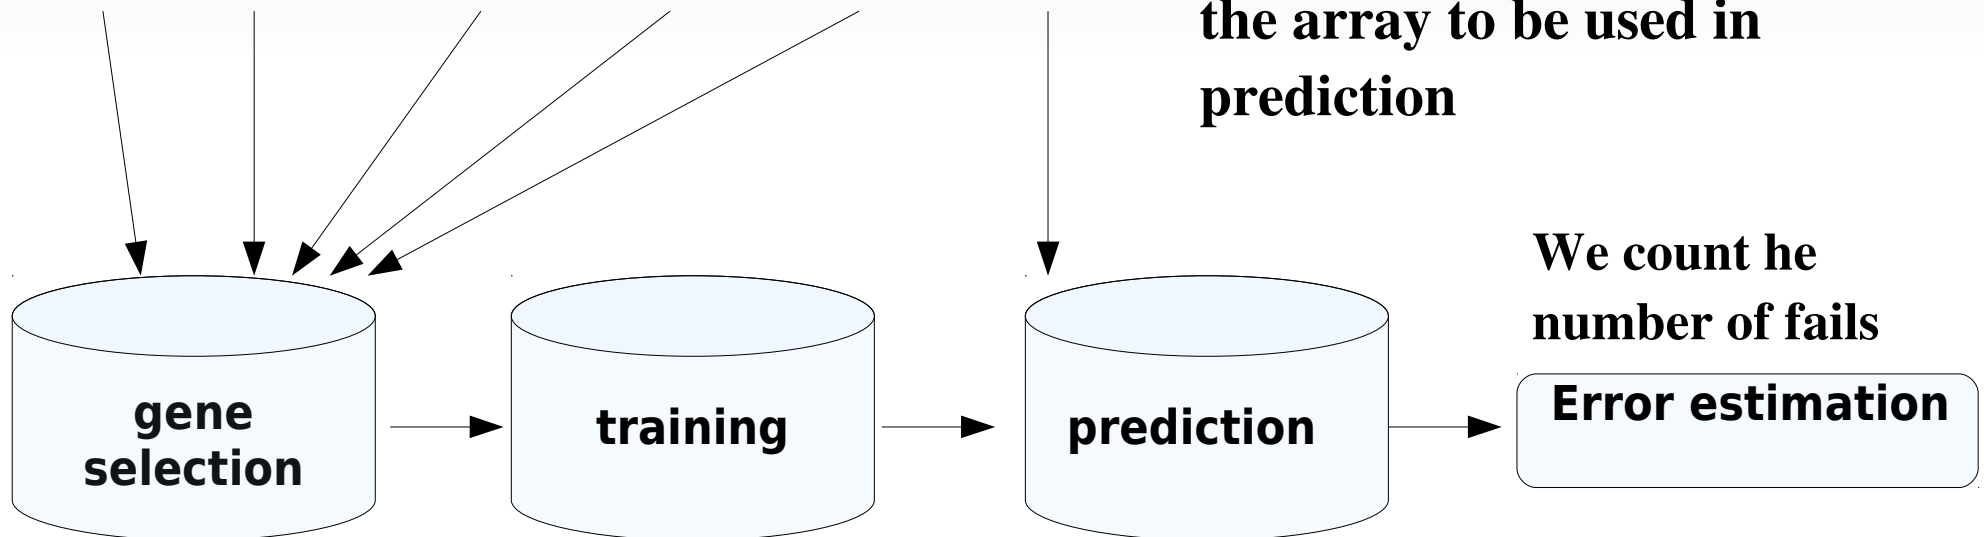 the array to be used in
prediction
We count he
number of fails
gene
selection
training
prediction
Error estimation